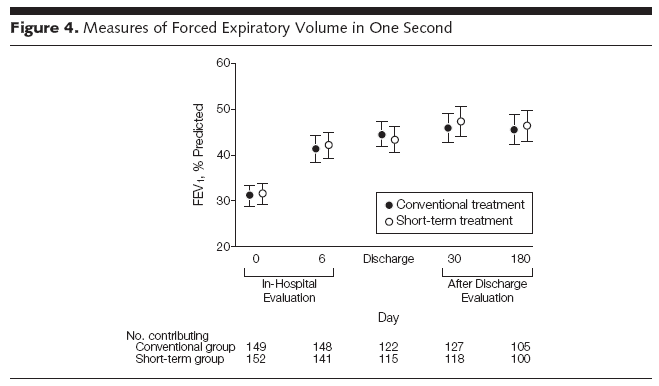 Figure 4. Measures of Forced Expiratory Volume in One Second
60
50
40
30
20
FEV1, % Predicted
Conventional treatment
Short-term treatment
0 6 Discharge 30 180
In-Hospital Evaluation
After Discharge Evaluation
Day
No. contributing
Conventional group 149 148 122 127 105
Short-term group 152 141 115 118 100